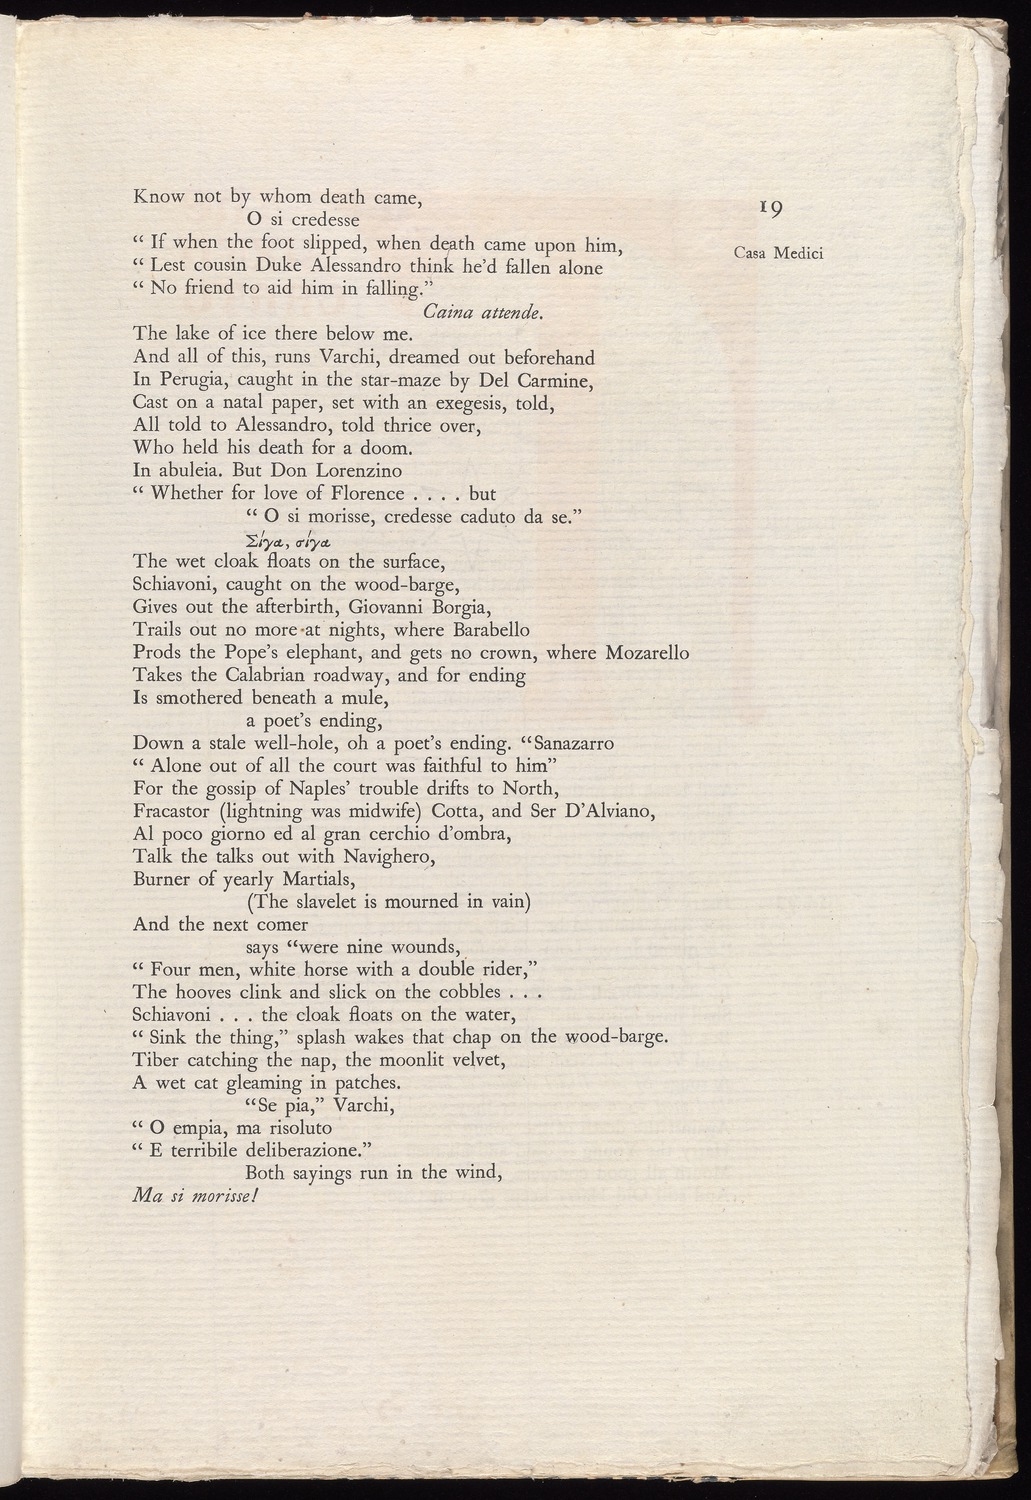 Know not by whom death came,
O si credesse
“ If when the foot slipped, when death came upon him,
“ Lest cousin Duke Alessandro think he’d fallen alone
“ No friend to aid him in falling.”
Caina attende.
The lake of ice there below me.
And all of this, runs Varchi, dreamed out beforehand
In Perugia, caught in the star-maze by Del Carmine,
Cast on a natal paper, set with an exegesis, told,
All told to Alessandro, told thrice over,
Who held his death for a doom.
In abuleia. But Don Lorenzino
“ Whether for love of Florence . . . . but
“ O si morisse, credesse caduto da se.”
Σίγα, σίγα
The wet cloak floats on the surface,
Schiavoni, caught on the wood-barge,
Gives out the afterbirth, Giovanni Borgia,
Trails out no more at nights, where Barabello
Prods the Pope’s elephant, and gets no crown, where Mozarello
Takes the Calabrian roadway, and for ending
Is smothered beneath a mule,
a poet’s ending,
Down a stale well-hole, oh a poet’s ending. “Sanazarro
“ Alone out of all the court was faithful to him”
For the gossip of Naples’ trouble drifts to North,
Fracastor (lightning was midwife) Cotta, and Ser D’Alviano,
Al poco giorno ed al gran cerchio d’ombra,
Talk the talks out with Navighero,
Burner of yearly Martials,
(The slavelet is mourned in vain)
And the next comer
says “were nine wounds,
“ Four men, white horse with a double rider,”
The hooves clink and slick on the cobbles . . .
Schiavoni . . . the cloak floats on the water,
“ Sink the thing,” splash wakes that chap on the wood-barge.
Tiber catching the nap, the moonlit velvet,
A wet cat gleaming in patches.
“Se pia,” Varchi,
“ O empia, ma risoluto
“ E terribile deliberazione.”
Both sayings run in the wind,
Ma si morisse!
19
Casa Medici